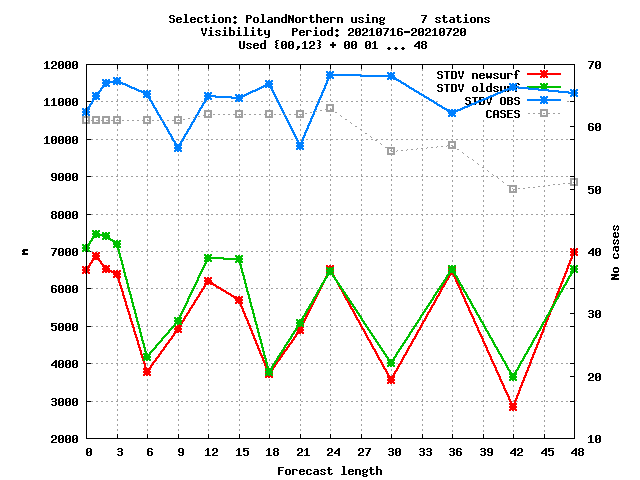 Selection: PolandNorthern using     7 stations
Visibility   Period: 20210716-20210720
Used {00,12} + 00 01 ... 48
12000
11000
10000
9000
8000
7000
6000
5000
4000
3000
2000
m
70
60
50
40
30
20
10
No cases
STDV newsurf
STDV oldsurf
STDV OBS
CASES
0 3 6 9 12 15 18 21 24 27 30 33 36 39 42 45 48
Forecast length